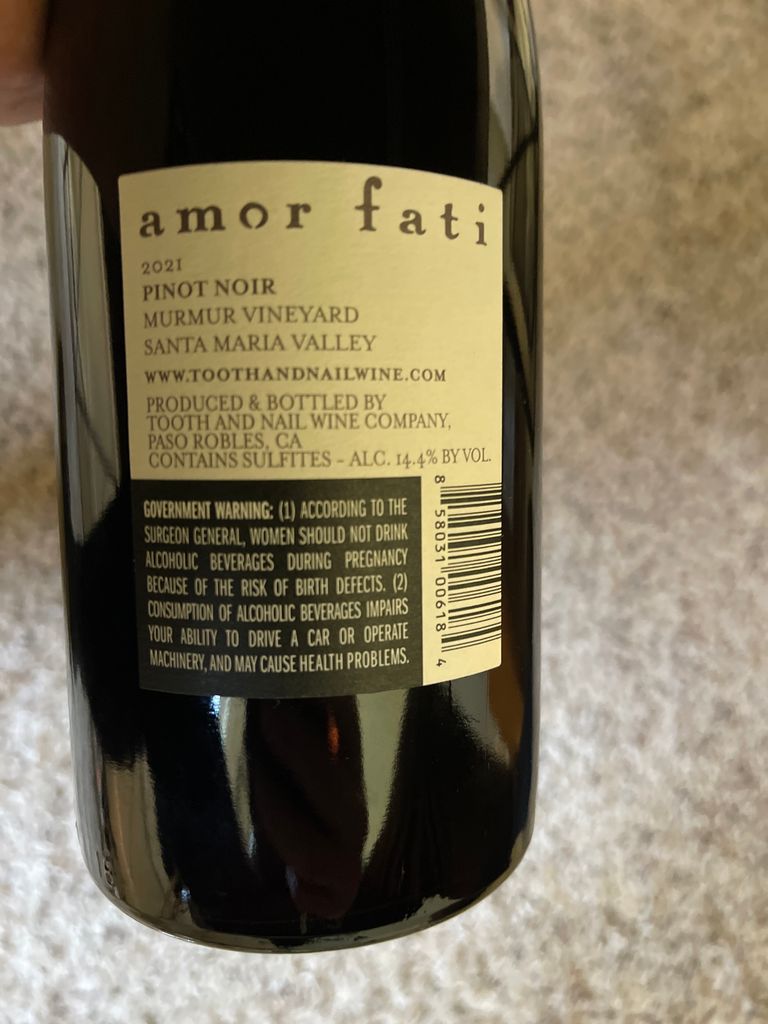 amor fati
2021
PINOT NOIR
MURMUR VINEYARD
SANTA MARIA VALLEY
WWW.TOOTHANDNAILWINE.COM
PRODUCED & BOTTLED BY
TOOTH AND NAIL WINE COMPANY,
PASO ROBLES, CA
CONTAINS SULFITES – ALC. 14.4% BY VOL.
GOVERNMENT WARNING: (1) ACCORDING TO THE
SURGEON GENERAL, WOMEN SHOULD NOT DRINK
ALCOHOLIC BEVERAGES DURING PREGNANCY
BECAUSE OF THE RISK OF BIRTH DEFECTS. (2)
CONSUMPTION OF ALCOHOLIC BEVERAGES IMPAIRS
YOUR ABILITY TO DRIVE A CAR OR OPERATE
MACHINERY, AND MAY CAUSE HEALTH PROBLEMS.
8 58031 00618 4